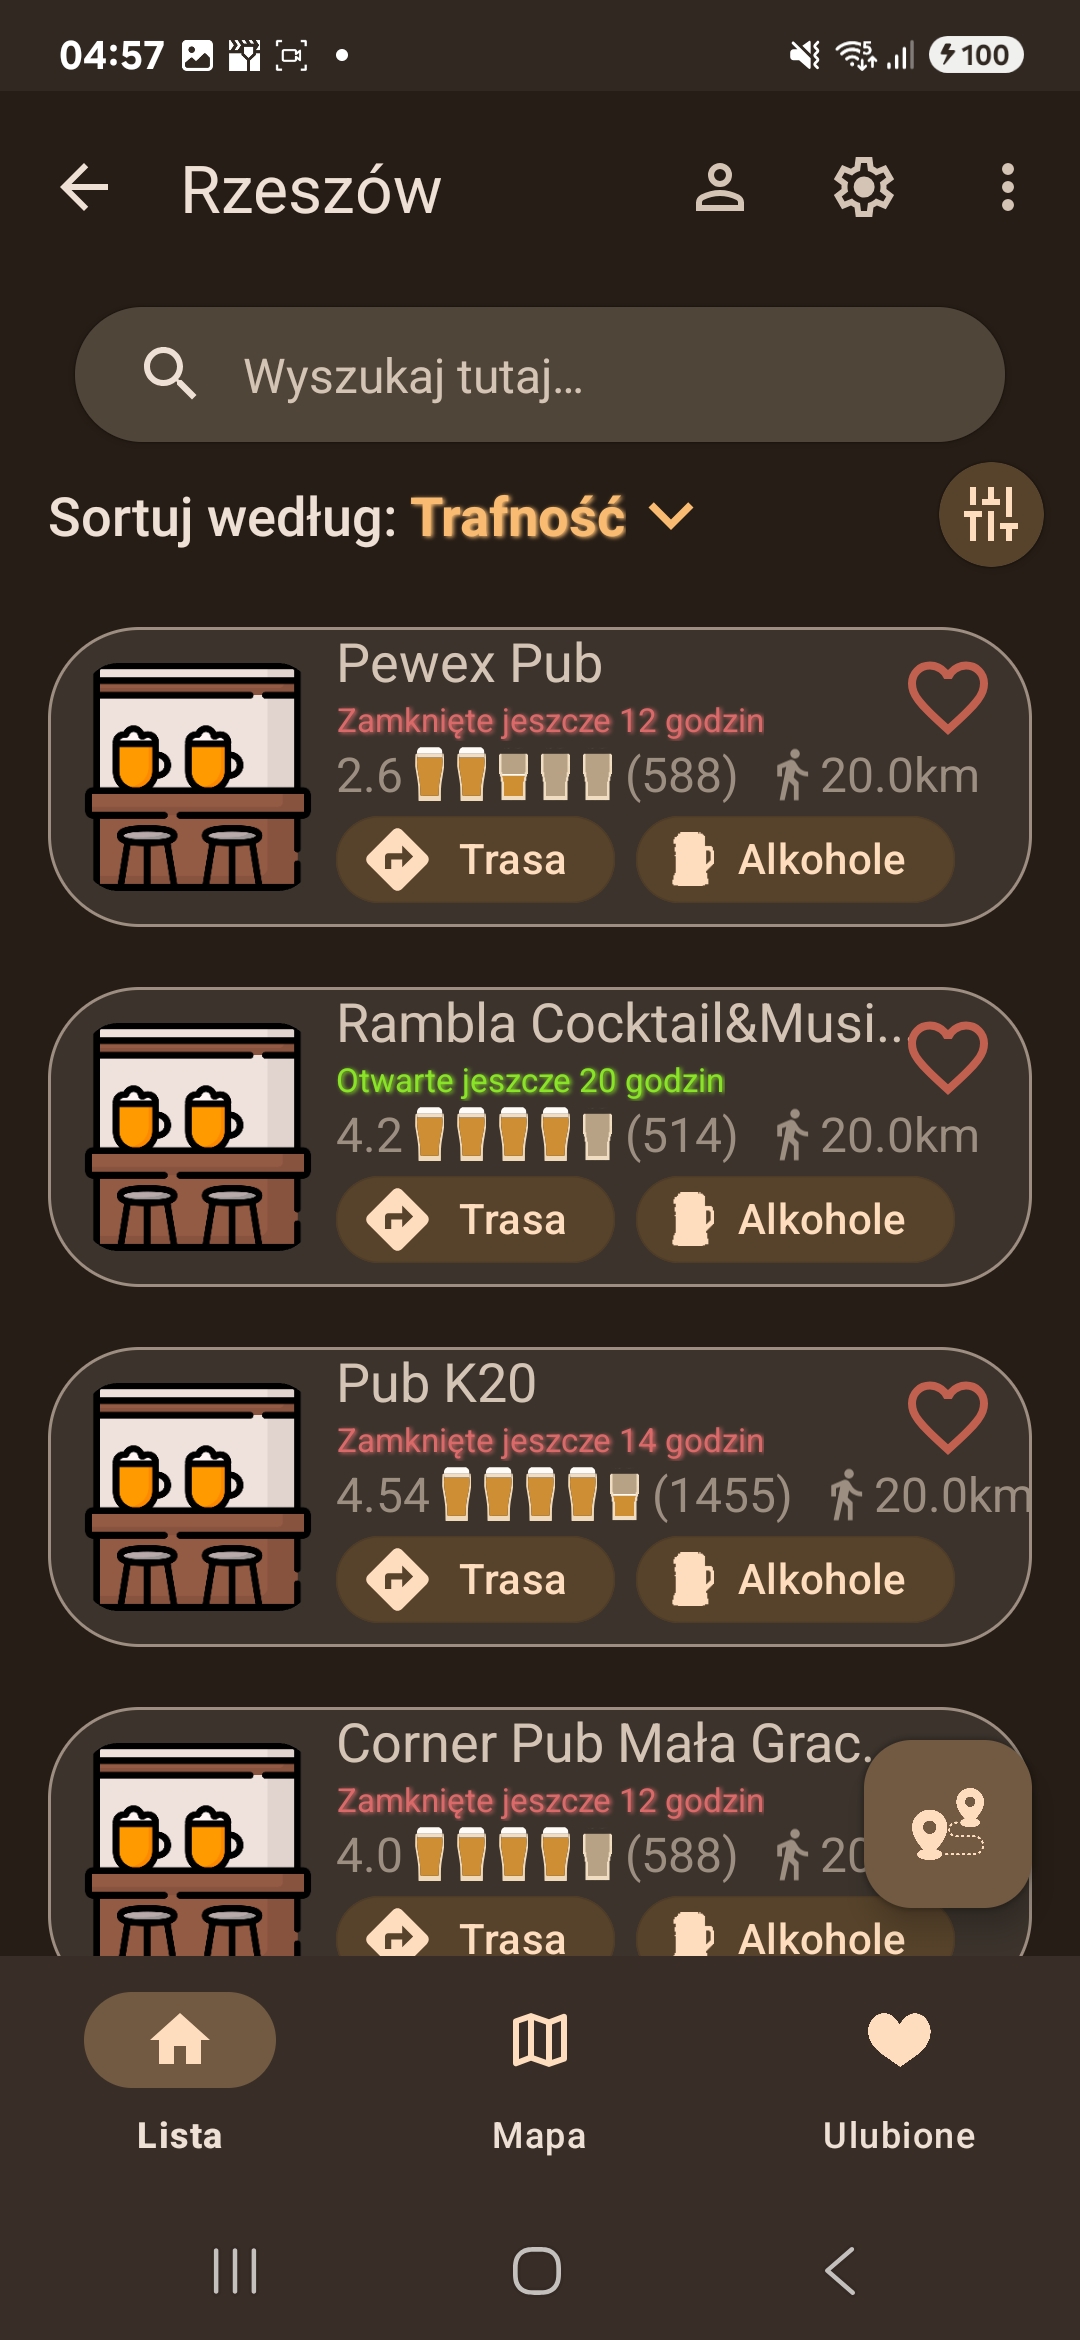 04:57
100
Rzeszów
Wyszukaj tutaj...
Sortuj według: Trafność
Pewex Pub
Zamknięte jeszcze 12 godzin
2.6 (588) 20.0km
Trasa Alkohole
Rambla Cocktail&Musi...
Otwarte jeszcze 20 godzin
4.2 (514) 20.0km
Trasa Alkohole
Pub K20
Zamknięte jeszcze 14 godzin
4.54 (1455) 20.0km
Trasa Alkohole
Corner Pub Mała Grac.
Zamknięte jeszcze 12 godzin
4.0 (588) 20
Trasa Alkohole
Lista Mapa Ulubione